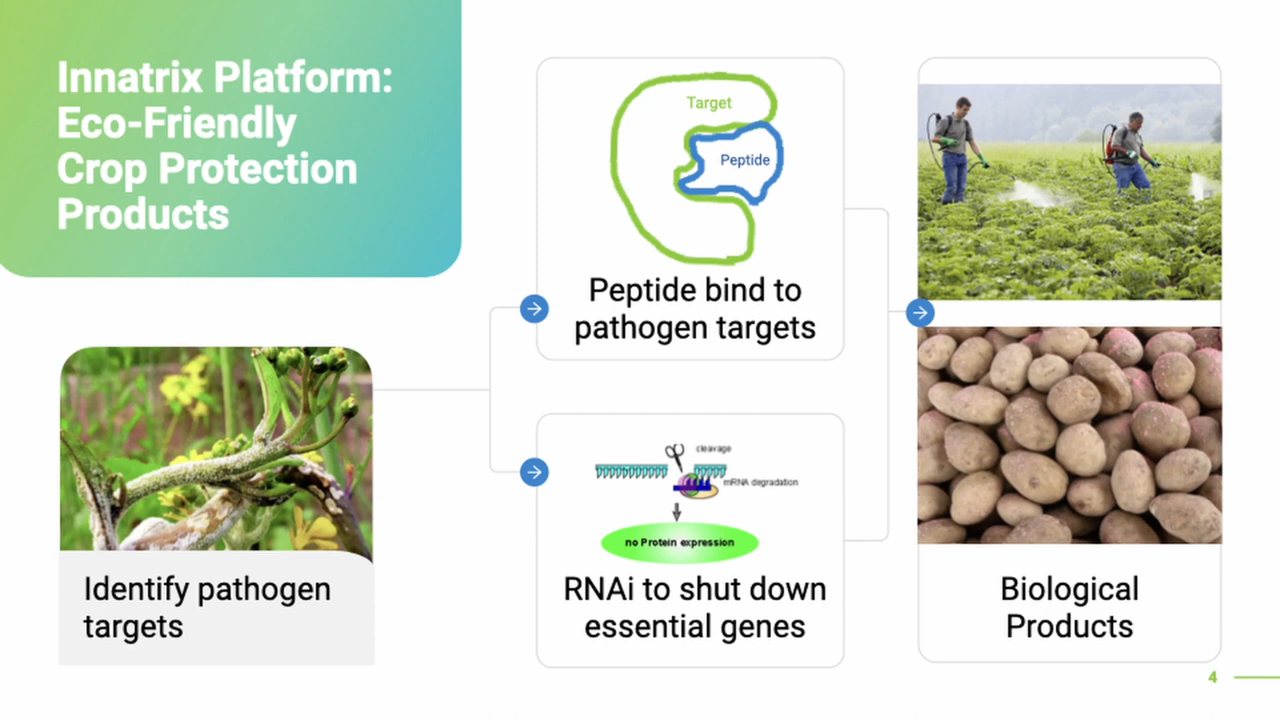 Innatrix Platform:
Eco-Friendly
Crop Protection
Products
Identify pathogen
targets
Target
Peptide
Peptide bind to
pathogen targets
cleavage
mRNA degradation
no Protein expression
RNAi to shut down
essential genes
Biological
Products
4